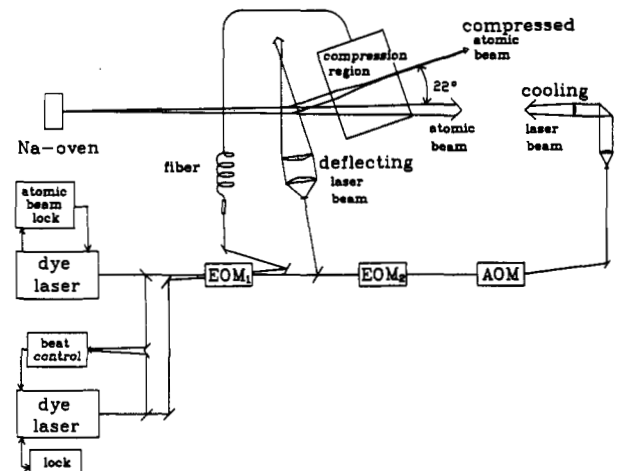 compressed
atomic
beam
compression
region
22°
cooling
Na-oven
atomic
beam
laser
beam
fiber
deflecting
laser
beam
atomic
beam
lock
dye
laser
EOM₁
EOM₂
AOM
beat
control
dye
laser
lock